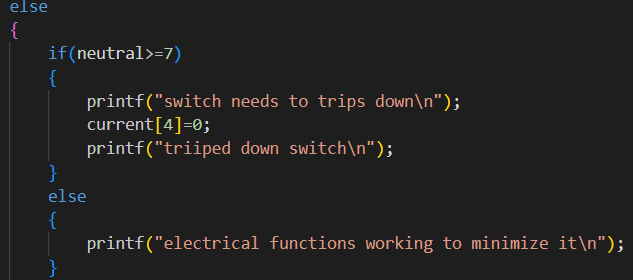 else
{
if(neutral>=7)
{
printf("switch needs to trips down\n");
current[4]=0;
printf("triiped down switch\n");
}
else
{
printf("electrical functions working to minimize it\n");
}